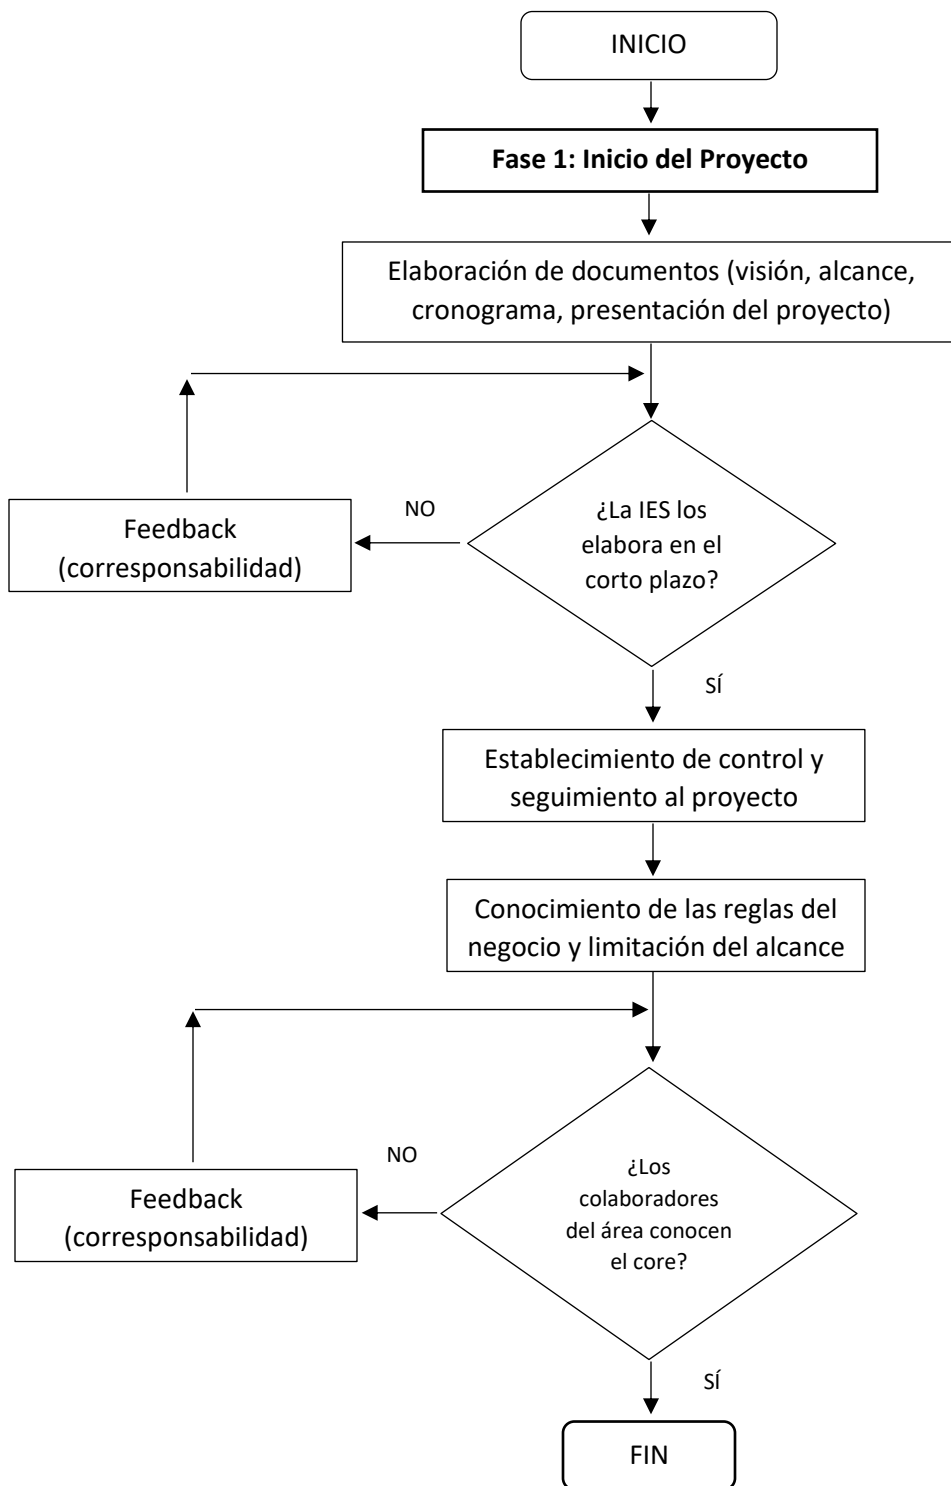 INICIO
Fase 1: Inicio del Proyecto
Elaboración de documentos (visión, alcance,
cronograma, presentación del proyecto)
¿La IES los
elabora en el
corto plazo?
NO
Feedback
(corresponsabilidad)
SÍ
Establecimiento de control y
seguimiento al proyecto
Conocimiento de las reglas del
negocio y limitación del alcance
¿Los
colaboradores
del área conocen
el core?
NO
Feedback
(corresponsabilidad)
SÍ
FIN